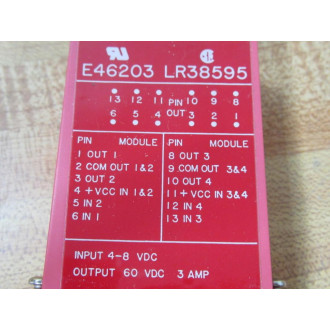 E46203 LR38595
13 12 11 PIN 10 9 8
6 5 4 OUT 3 2 1
PIN MODULE
1 OUT 1
2 COM OUT 1&2
3 OUT 2
4 +VCC IN 1&2
5 IN 2
6 IN 1
PIN MODULE
8 OUT 3
9 COM OUT 3&4
10 OUT 4
11 +VCC IN 3&4
12 IN 4
13 IN 3
INPUT 4-8 VDC
OUTPUT 60 VDC 3 AMP